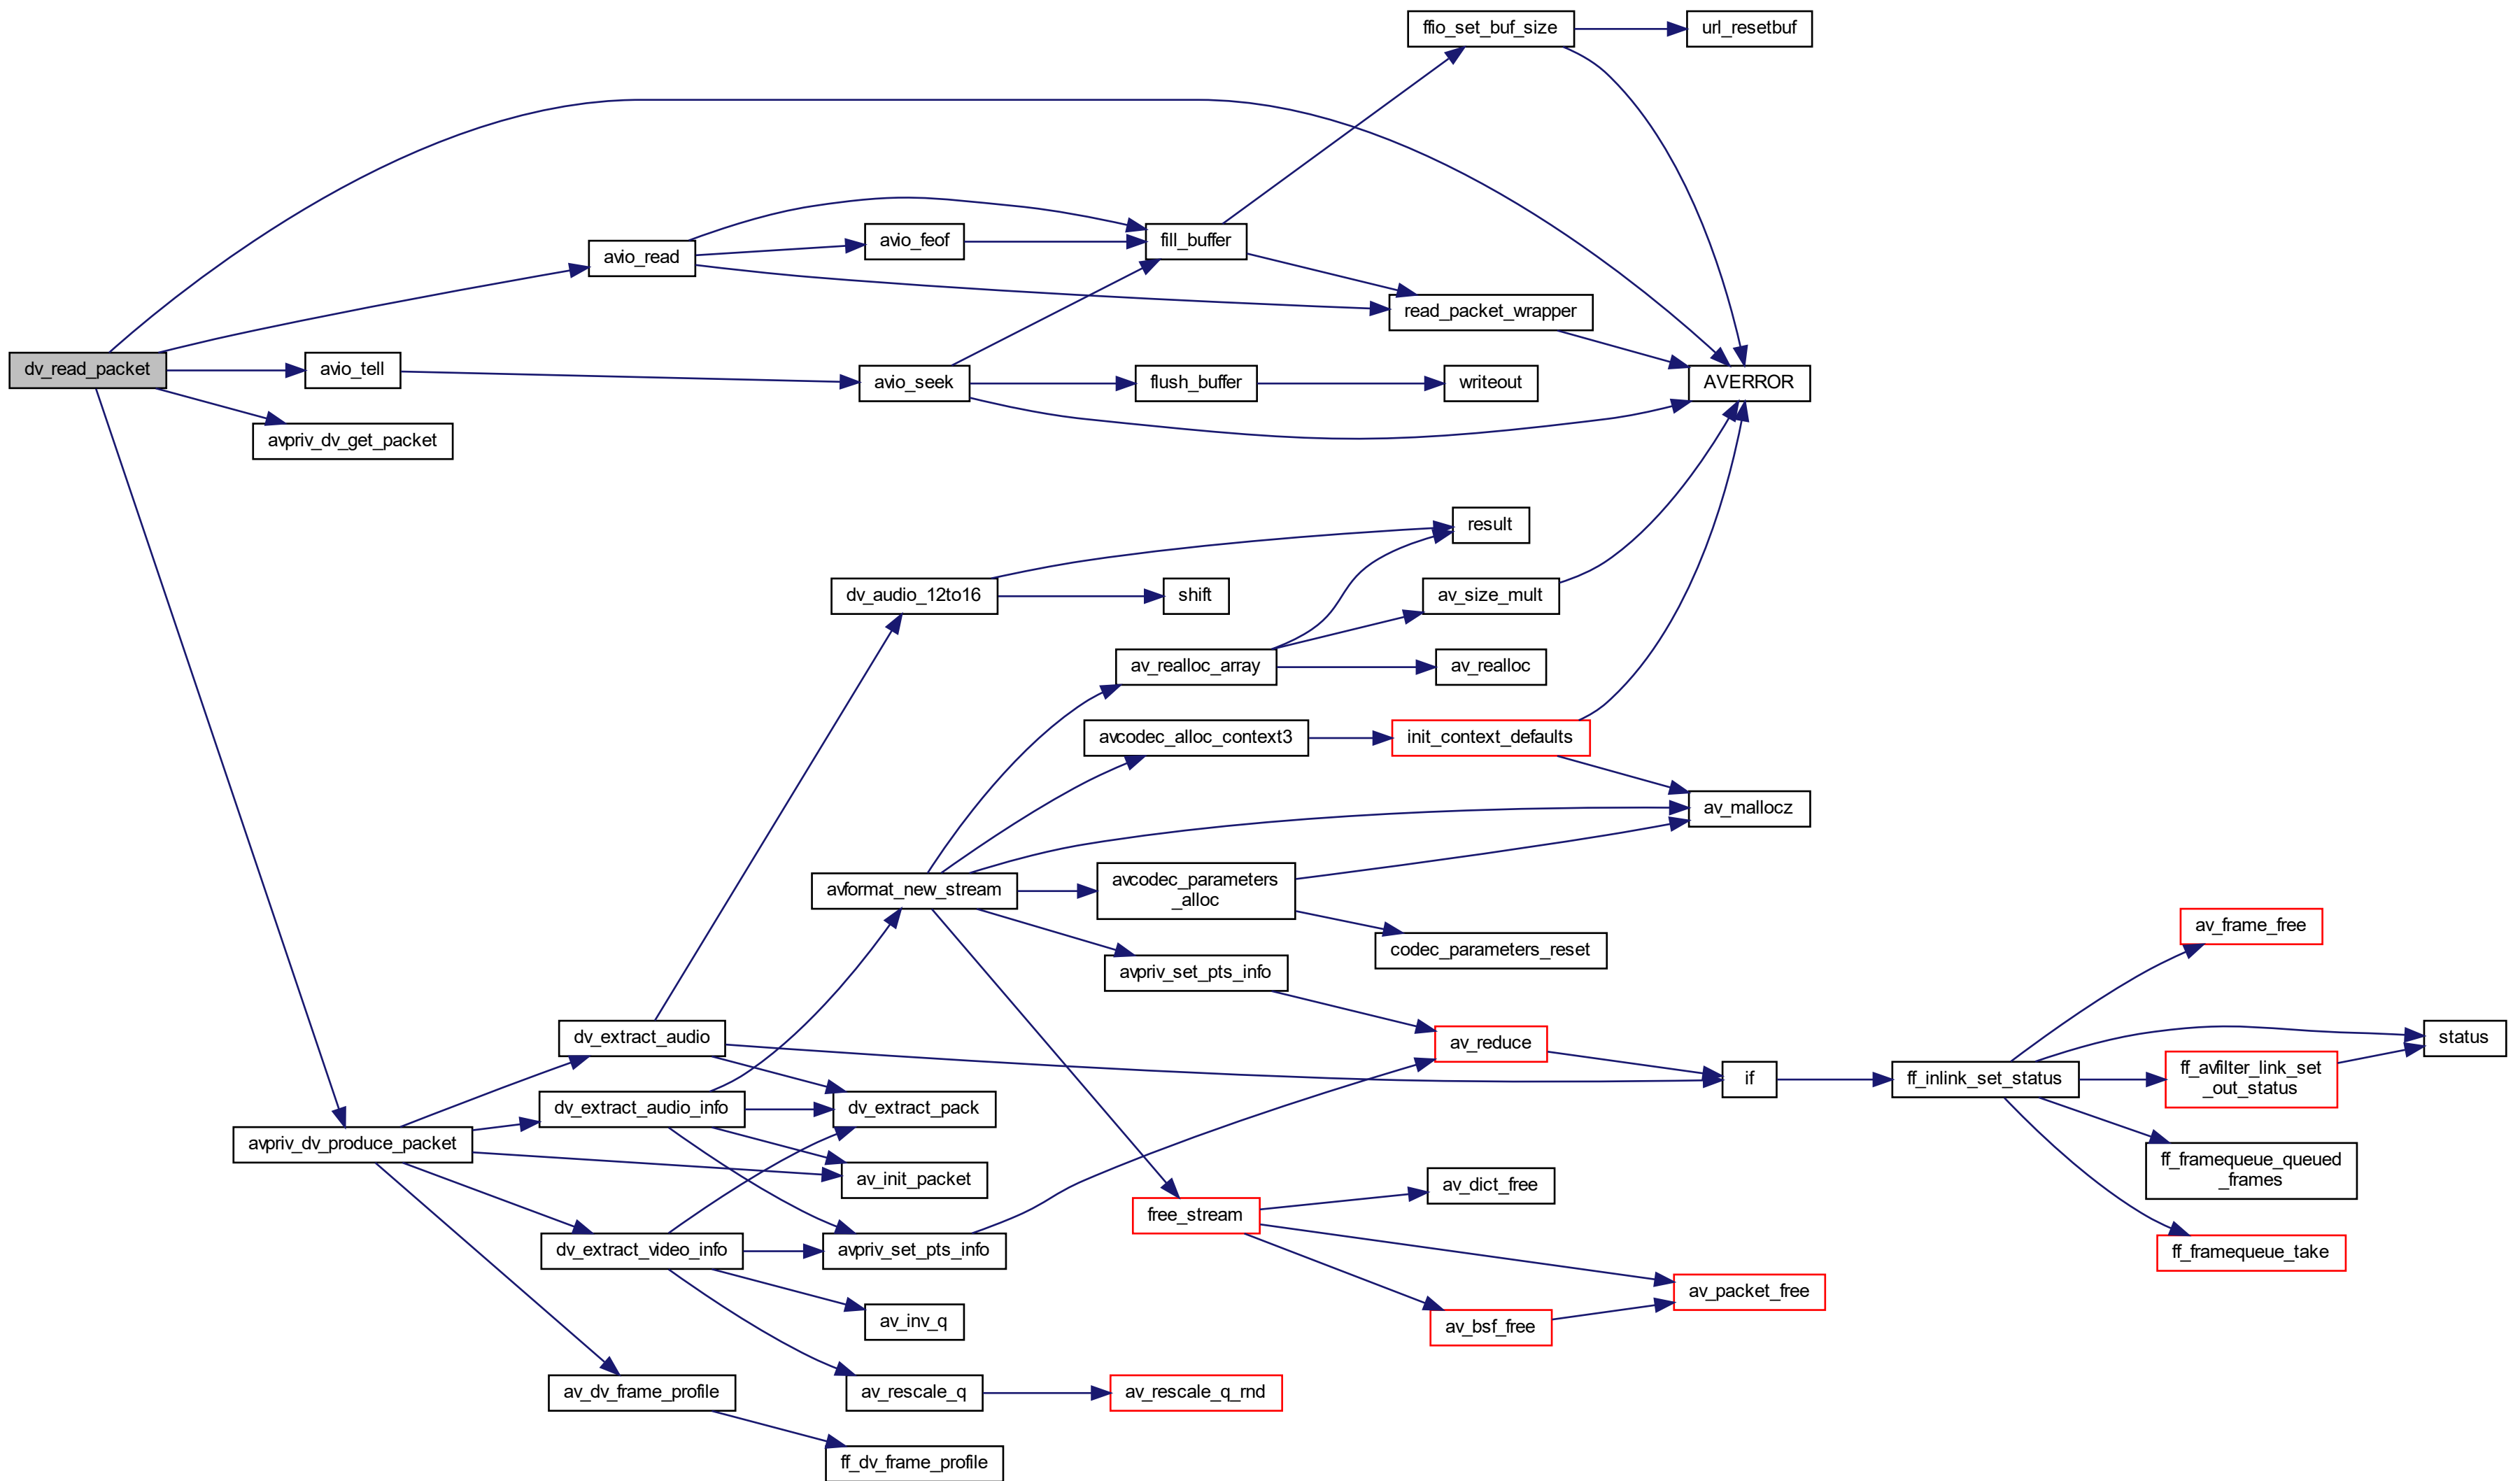 ffio_set_buf_size
url_resetbuf
avio_read
avio_feof
fill_buffer
read_packet_wrapper
dv_read_packet
avio_tell
avio_seek
flush_buffer
writeout
AVERROR
avpriv_dv_get_packet
result
dv_audio_12to16
shift
av_size_mult
av_realloc_array
av_realloc
avcodec_alloc_context3
init_context_defaults
av_mallocz
avformat_new_stream
avcodec_parameters
_alloc
codec_parameters_reset
av_frame_free
avpriv_set_pts_info
dv_extract_audio
av_reduce
status
if
ff_inlink_set_status
ff_avfilter_link_set
_out_status
dv_extract_audio_info
dv_extract_pack
avpriv_dv_produce_packet
ff_framequeue_queued
_frames
av_init_packet
av_dict_free
free_stream
dv_extract_video_info
avpriv_set_pts_info
ff_framequeue_take
av_packet_free
av_inv_q
av_bsf_free
av_dv_frame_profile
av_rescale_q
av_rescale_q_rnd
ff_dv_frame_profile